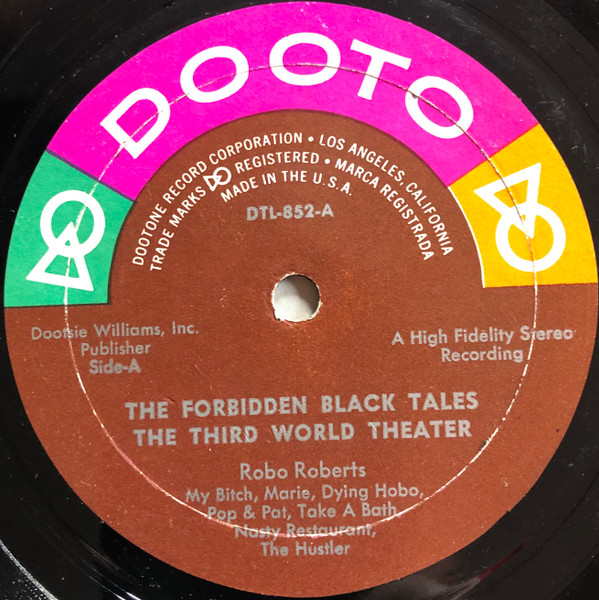 DOOTO
DOOTONE RECORD CORPORATION • LOS ANGELES, CALIFORNIA
TRADE MARKS REGISTERED • MARCA REGISTRADA
MADE IN THE U.S.A.
DTL-852-A
Dootsie Williams, Inc.
Publisher
Side-A
A High Fidelity Stereo
Recording
THE FORBIDDEN BLACK TALES
THE THIRD WORLD THEATER
Robo Roberts
My Bitch, Marie, Dying Hobo,
Pop & Pat, Take A Bath,
Nasty Restaurant,
The Hustler